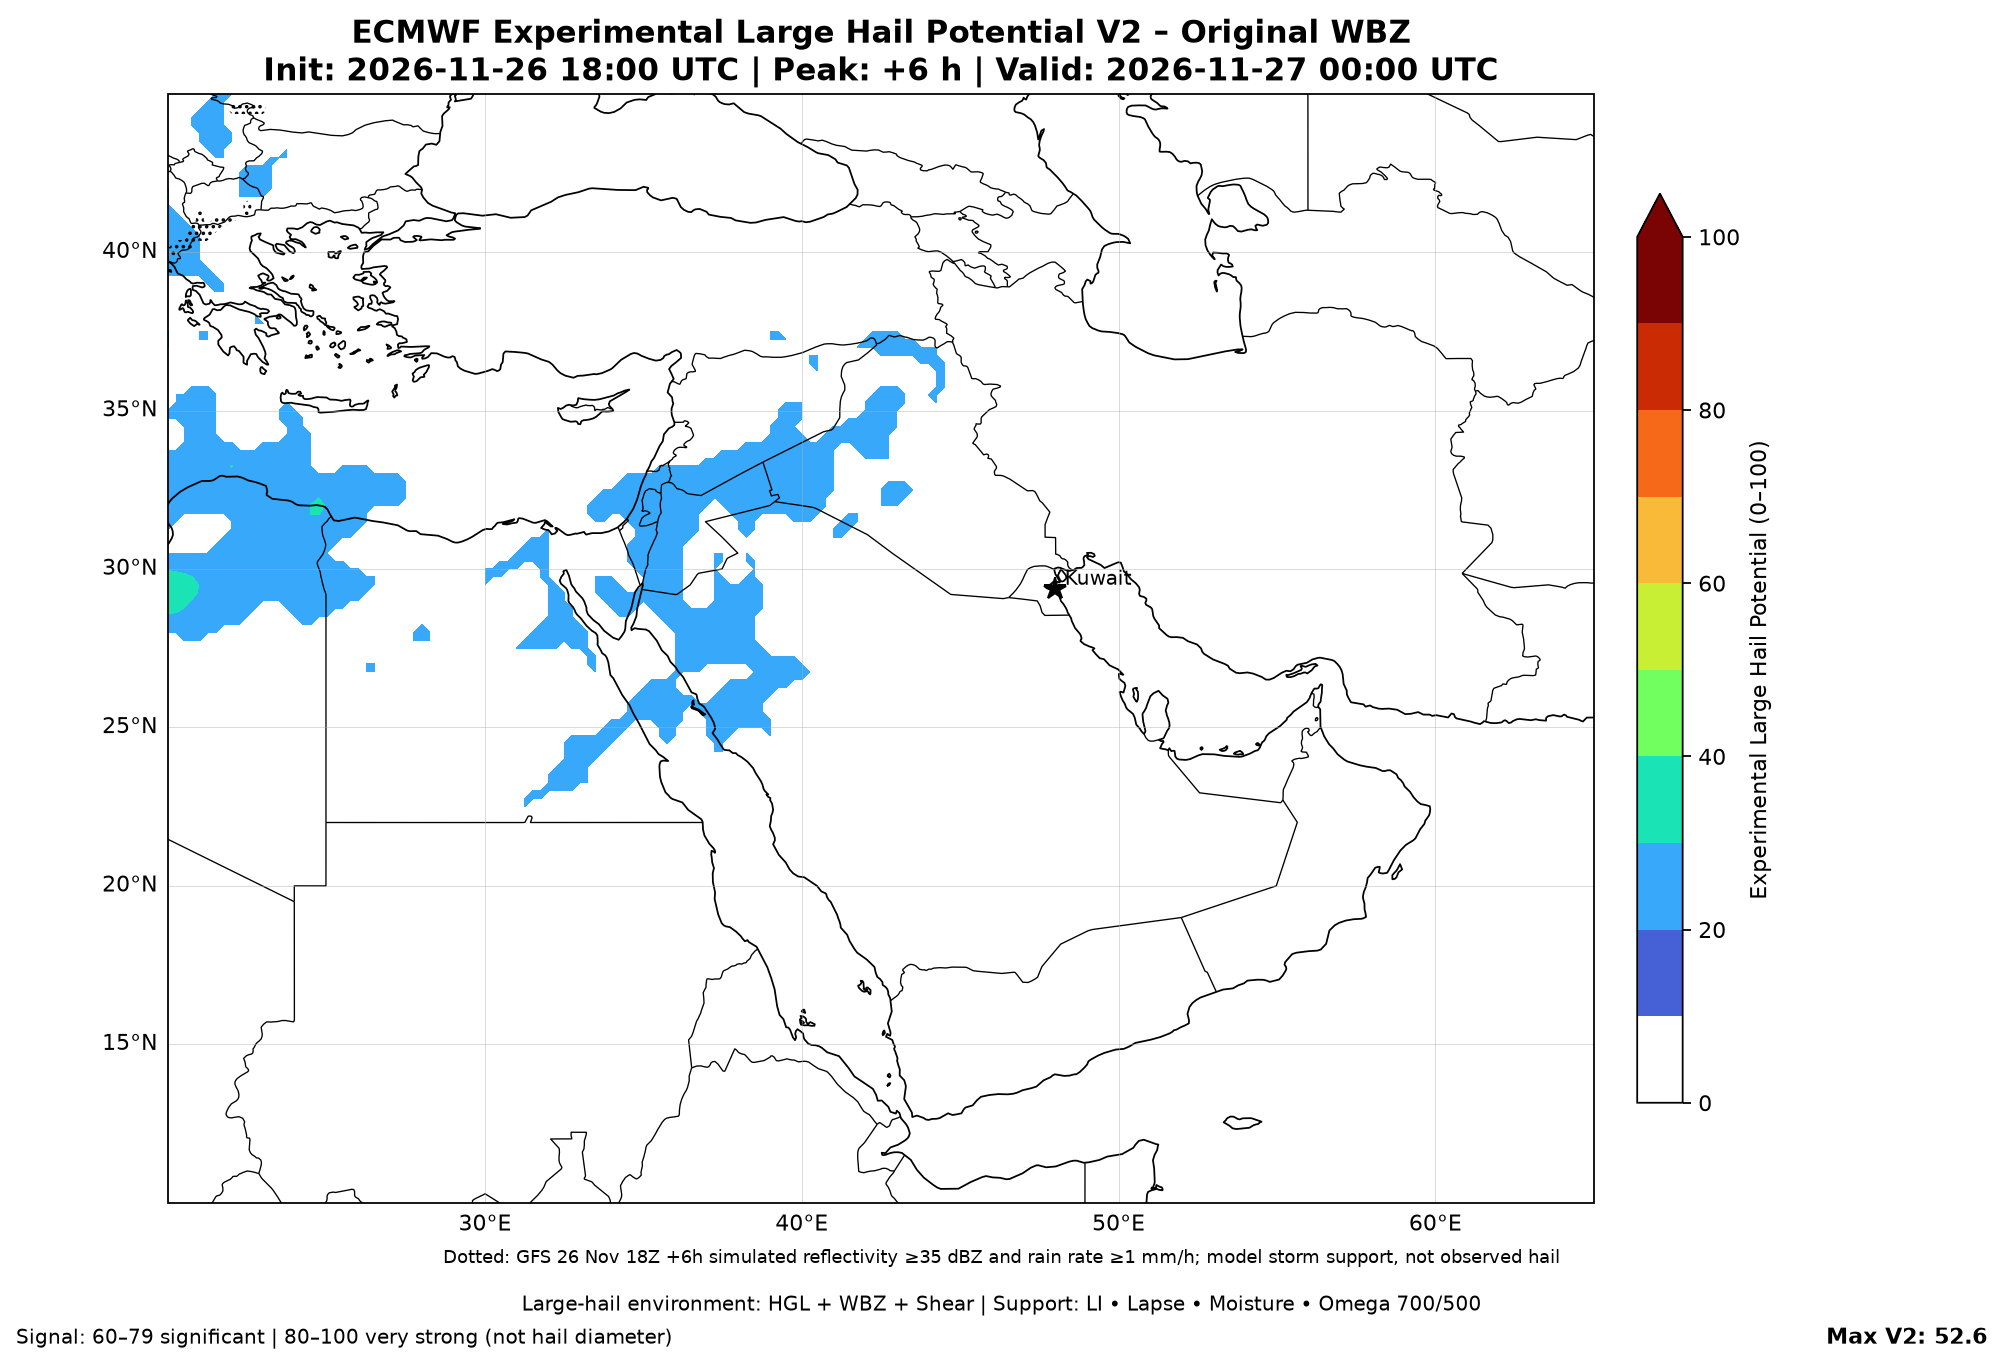 ECMWF Experimental Large Hail Potential V2 – Original WBZ
Init: 2026-11-26 18:00 UTC | Peak: +6 h | Valid: 2026-11-27 00:00 UTC
40°N
35°N
30°N
25°N
20°N
15°N
Kuwait
30°E
40°E
50°E
60°E
100
80
60
40
20
0
Experimental Large Hail Potential (0–100)
Dotted: GFS 26 Nov 18Z +6h simulated reflectivity ≥35 dBZ and rain rate ≥1 mm/h; model storm support, not observed hail
Large-hail environment: HGL + WBZ + Shear | Support: LI • Lapse • Moisture • Omega 700/500
Signal: 60–79 significant | 80–100 very strong (not hail diameter)
Max V2: 52.6